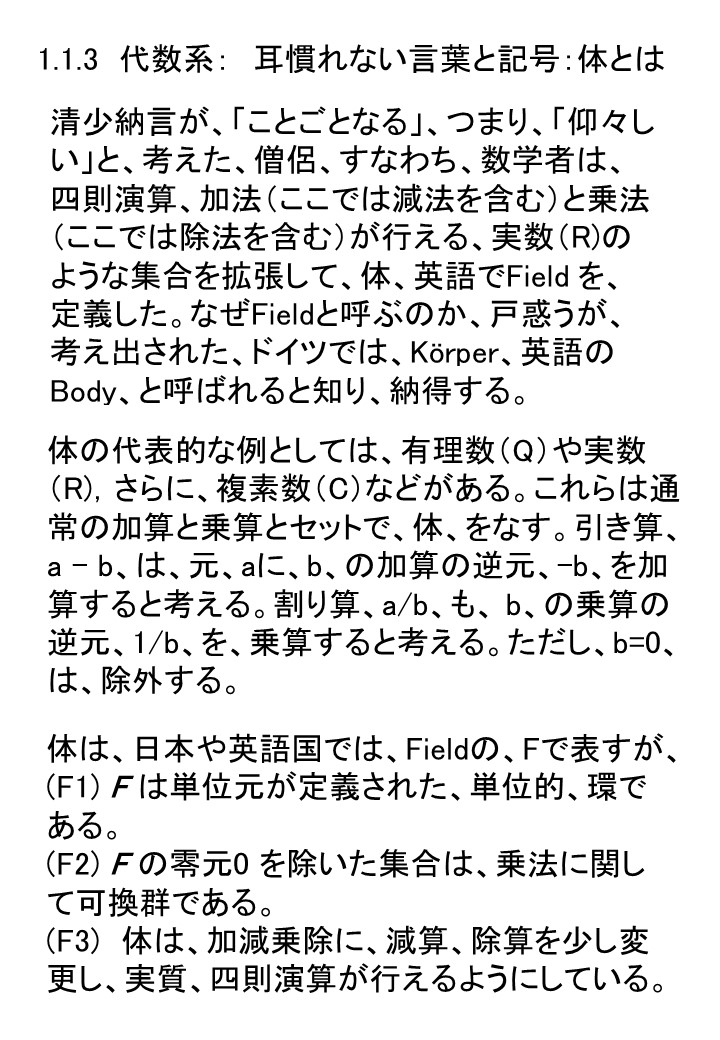 1.1.3　代数系：　耳慣れない言葉と記号：体とは
清少納言が、「ことごとなる」、つまり、「仰々し
い」と、考えた、僧侶、すなわち、数学者は、
四則演算、加法（ここでは減法を含む）と乗法
（ここでは除法を含む）が行える、実数（R)の
ような集合を拡張して、体、英語でField を、
定義した。なぜFieldと呼ぶのか、戸惑うが、
考え出された、ドイツでは、Körper、英語の
Body、と呼ばれると知り、納得する。
体の代表的な例としては、有理数（Q）や実数
（R), さらに、複素数（C）などがある。これらは通
常の加算と乗算とセットで、体、をなす。引き算、
a − b、は、元、aに、b、の加算の逆元、-b、を加
算すると考える。割り算、a/b、も、 b、の乗算の
逆元、1/b、を、乗算すると考える。ただし、b=0、
は、除外する。
体は、日本や英語国では、Fieldの、Fで表すが、
(F1) F は単位元が定義された、単位的、環で
ある。
(F2) F の零元0 を除いた集合は、乗法に関し
て可換群である。
(F3)　体は、加減乗除に、減算、除算を少し変
更し、実質、四則演算が行えるようにしている。